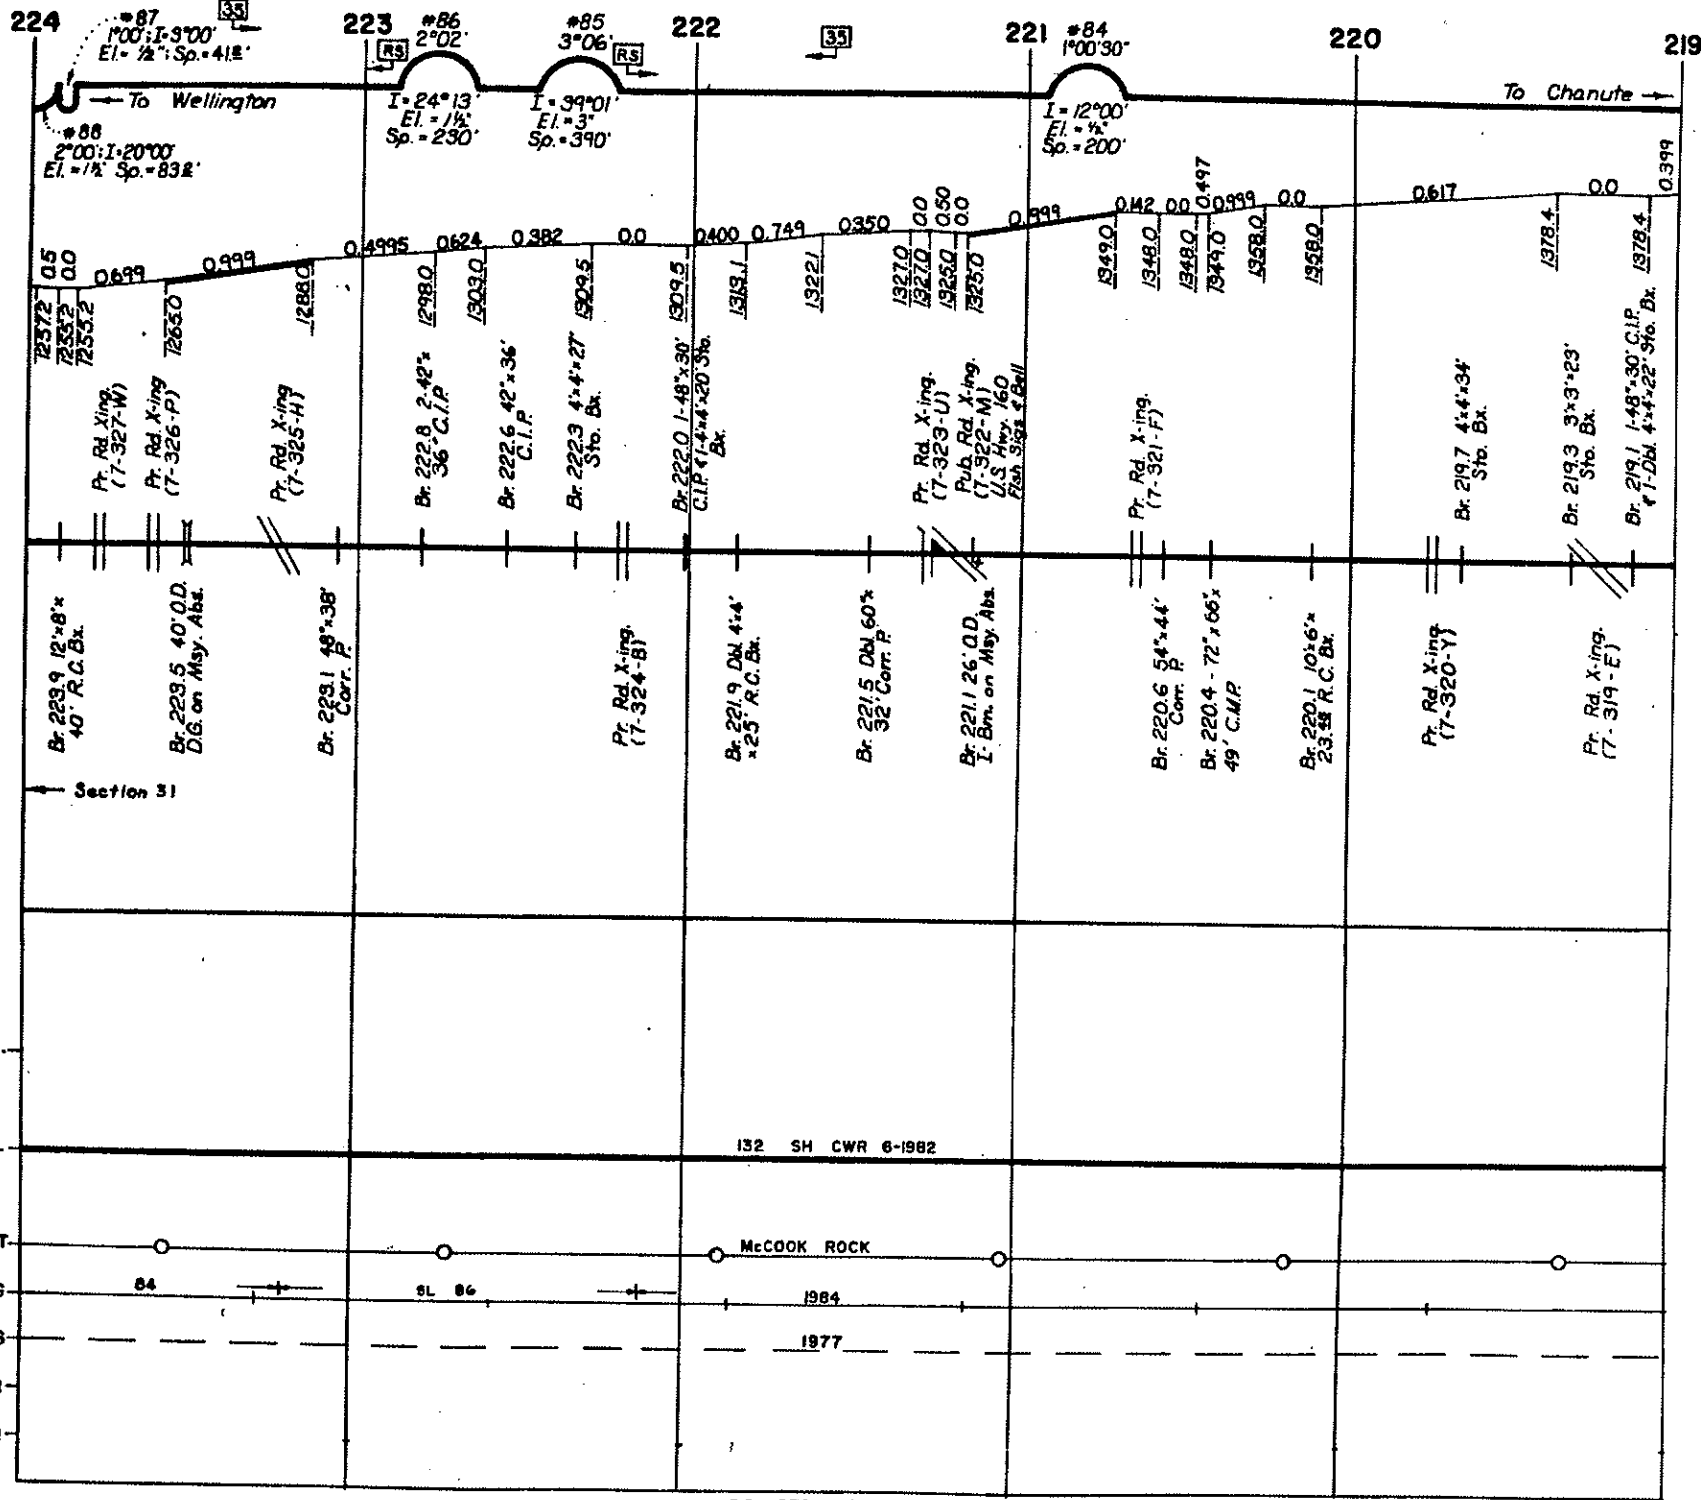 224
#87
1°00'; I=3°00'
El. = ½"; Sp. = 41.8'
35
223
RS
#86
2°02'
#85
3°06'
RS
222
35
221
#84
1°00'30"
220
219
← To Wellington
To Chanute →
#88
2°00'; I=20°00'
El. = 1½" Sp. = 83.8'
I = 24°13'
El. = 1½"
Sp. = 230'
I = 39°01'
El. = 3"
Sp. = 390'
I = 12°00'
El. = ½"
Sp. = 200'
0.5
0.0
0.699
0.999
0.4995
0.624
0.382
0.0
0.400
0.749
0.350
0.0
0.50
0.0
0.999
0.142
0.0
0.497
0.999
0.0
0.617
0.0
0.399
1257.2
1255.2
1255.2
1265.0
1288.0
1298.0
1303.0
1309.5
1309.5
1313.1
1322.1
1327.0
1327.0
1325.0
1325.0
1349.0
1348.0
1348.0
1349.0
1358.0
1358.0
1378.4
1378.4
Pr. Rd. Xing.
(7-327-W)
Pr. Rd. X-ing
(7-326-P)
Pr. Rd. X-ing
(7-325-H)
Br. 222.8 2-42"x
36' C.I.P.
Br. 222.6 42"x36'
C.I.P.
Br. 222.3 4'x4'x27'
Sto. Bx.
Br. 222.0 1-48"x30'
C.I.P. & 1-4'x4'x20' Sto.
Bx.
Pr. Rd. X-ing.
(7-323-U)
Pub. Rd. X-ing.
(7-322-M)
U.S. Hwy. 160
Flash Sigs & Bell
Pr. Rd. X-ing.
(7-321-F)
Br. 219.7 4'x4'x34'
Sto. Bx.
Br. 219.3 3'x3'x23'
Sto. Bx.
Br. 219.1 1-48"x30' C.I.P.
& 1-Dbl. 4'x4'x22' Sto. Bx.
Br. 223.9 12'x8'x
40' R.C. Bx.
Br. 223.5 40' O.D.
D.G. on Msy. Abs.
Br. 223.1 48"x38'
Corr. P.
Pr. Rd. X-ing.
(7-324-B)
Br. 221.9 Dbl. 4'x4'
x25' R.C. Bx.
Br. 221.5 Dbl. 60"x
32' Corr. P.
Br. 221.1 26' O.D.
I-Bm. on Msy. Abs.
Br. 220.6 54"x44'
Corr. P.
Br. 220.4 - 72"x66'x
49' C.M.P.
Br. 220.1 10'x6'x
R.C. Bx.
Pr. Rd. X-ing.
(7-320-Y)
Pr. Rd. X-ing.
(7-319-E)
← Section 31
132 SH CWR 6-1982
T
McCOOK ROCK
G
84
SL 86
1984
S
1977